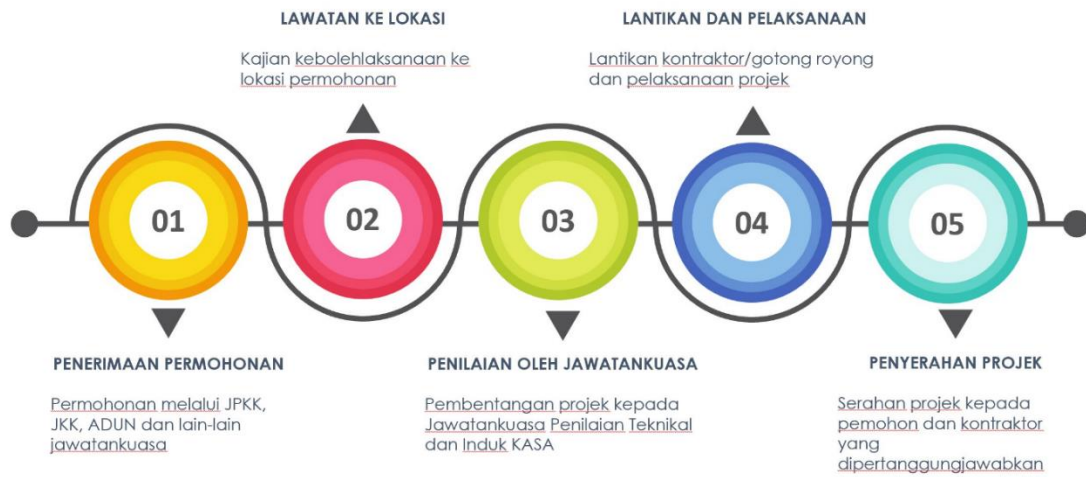 01
PENERIMAAN PERMOHONAN
Permohonan melalui JPKK,
JKK, ADUN dan lain-lain
jawatankuasa
LAWATAN KE LOKASI
Kajian kebolehlaksanaan ke
lokasi permohonan
02
03
PENILAIAN OLEH JAWATANKUASA
Pembentangan projek kepada
Jawatankuasa Penilaian Teknikal
dan Induk KASA
LANTIKAN DAN PELAKSANAAN
Lantikan kontraktor/gotong royong
dan pelaksanaan projek
04
05
PENYERAHAN PROJEK
Serahan projek kepada
pemohon dan kontraktor
yang
dipertanggungjawabkan